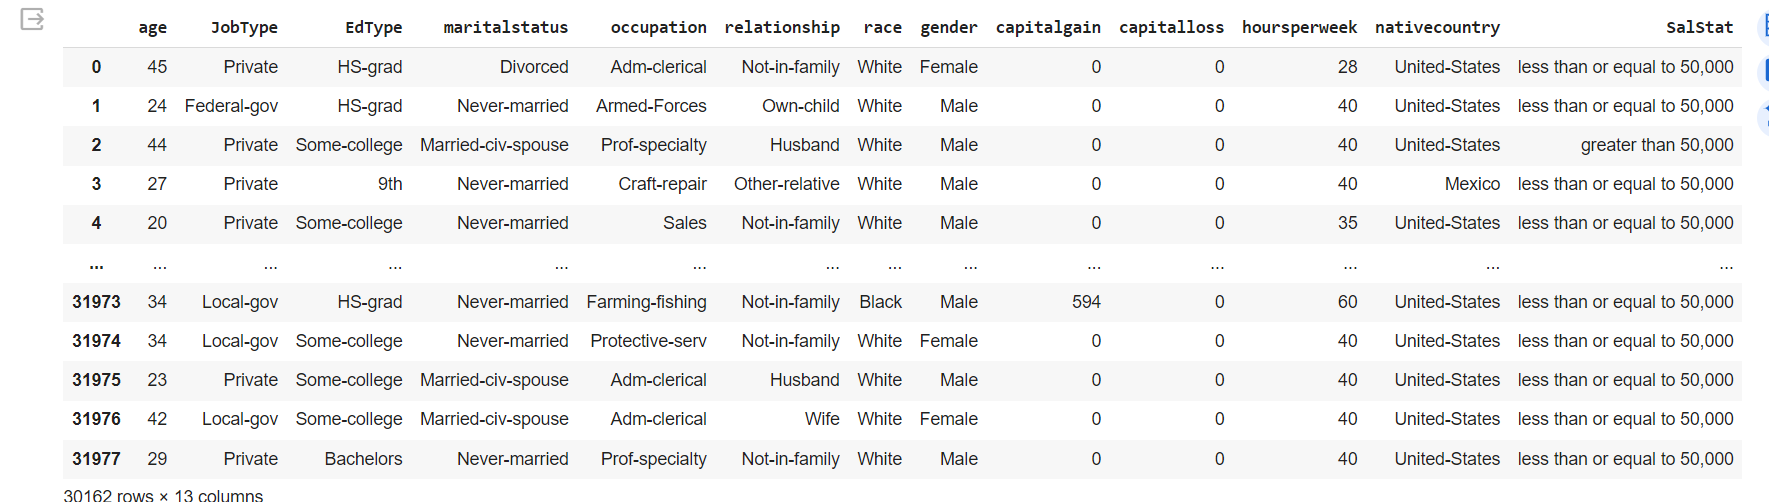 age JobType EdType maritalstatus occupation relationship race gender capitalgain capitalloss hoursperweek nativecountry SalStat
0 45 Private HS-grad Divorced Adm-clerical Not-in-family White Female 0 0 28 United-States less than or equal to 50,000
1 24 Federal-gov HS-grad Never-married Armed-Forces Own-child White Male 0 0 40 United-States less than or equal to 50,000
2 44 Private Some-college Married-civ-spouse Prof-specialty Husband White Male 0 0 40 United-States greater than 50,000
3 27 Private 9th Never-married Craft-repair Other-relative White Male 0 0 40 Mexico less than or equal to 50,000
4 20 Private Some-college Never-married Sales Not-in-family White Male 0 0 35 United-States less than or equal to 50,000
... ... ... ... ... ... ... ... ... ... ... ... ... ...
31973 34 Local-gov HS-grad Never-married Farming-fishing Not-in-family Black Male 594 0 60 United-States less than or equal to 50,000
31974 34 Local-gov Some-college Never-married Protective-serv Not-in-family White Female 0 0 40 United-States less than or equal to 50,000
31975 23 Private Some-college Married-civ-spouse Adm-clerical Husband White Male 0 0 40 United-States less than or equal to 50,000
31976 42 Local-gov Some-college Married-civ-spouse Adm-clerical Wife White Female 0 0 40 United-States less than or equal to 50,000
31977 29 Private Bachelors Never-married Prof-specialty Not-in-family White Male 0 0 40 United-States less than or equal to 50,000
30162 rows × 13 columns